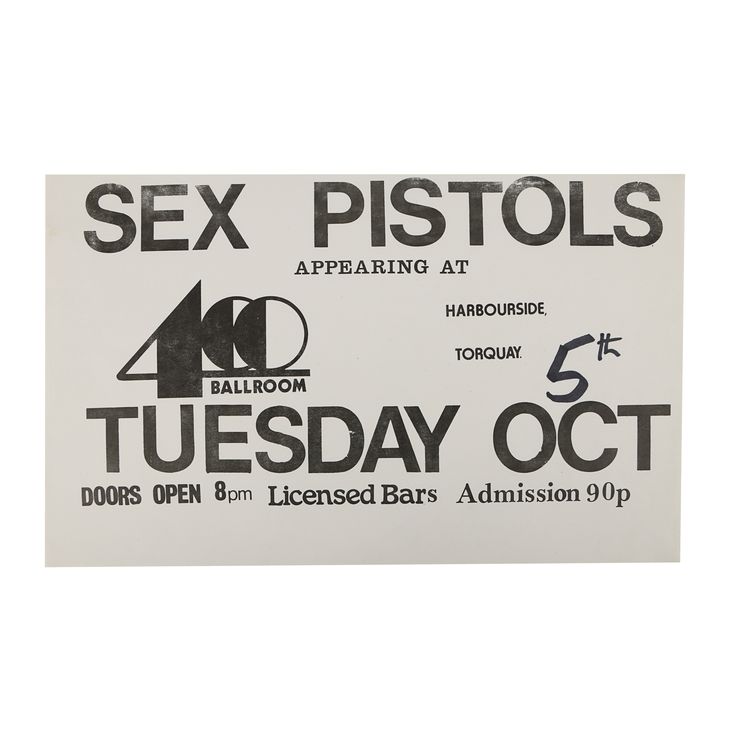 SEX PISTOLS
APPEARING AT
400
BALLROOM
HARBOURSIDE,
TORQUAY.
5th
TUESDAY OCT
DOORS OPEN 8pm Licensed Bars Admission 90p